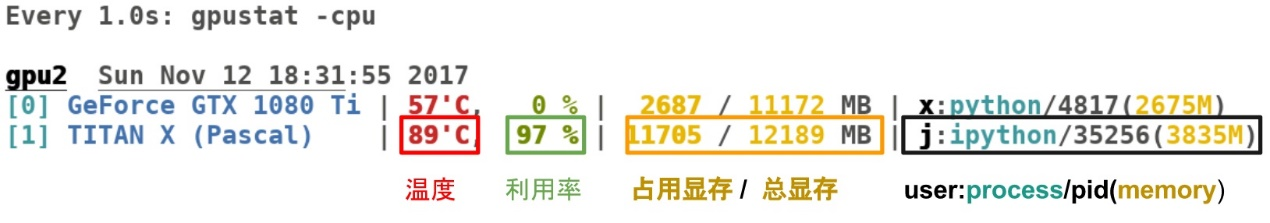 Every 1.0s: gpustat -cpu
gpu2 Sun Nov 12 18:31:55 2017
[0] GeForce GTX 1080 Ti | 57'C, 0 % | 2687 / 11172 MB | x:python/4817(2675M)
[1] TITAN X (Pascal) | 89'C, 97 % | 11705 / 12189 MB | j:ipython/35256(3835M)
温度 利用率 占用显存 / 总显存 user:process/pid(memory)